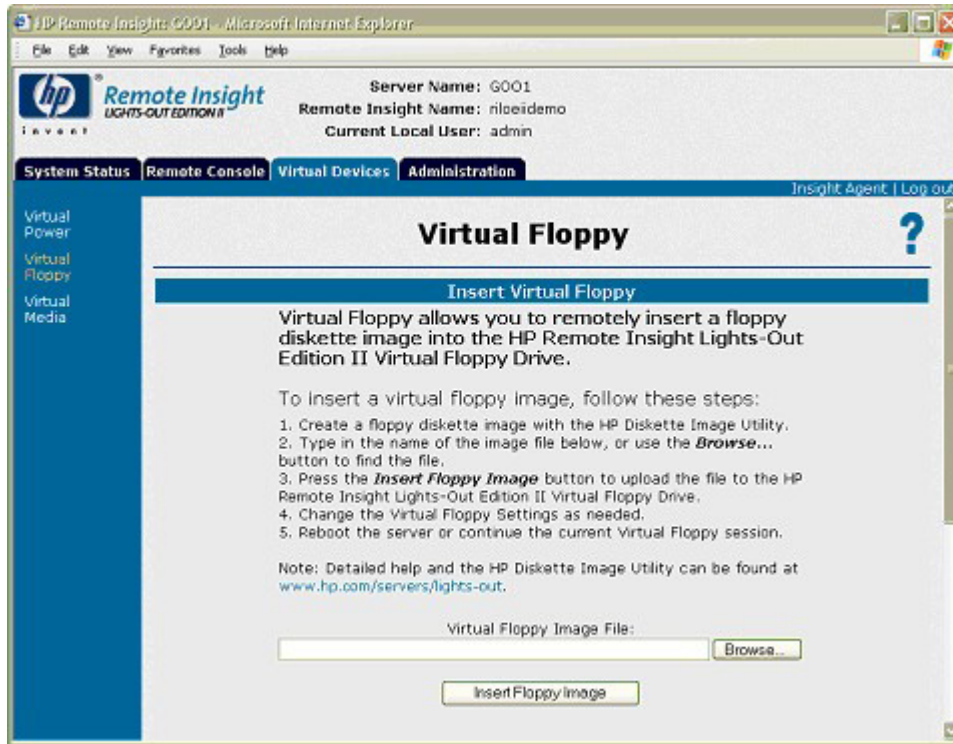 HP Remote Insight: G001 - Microsoft Internet Explorer
File Edit View Favorites Tools Help
hp
invent
Remote Insight
LIGHTS-OUT EDITION II
Server Name: G001
Remote Insight Name: riloeiidemo
Current Local User: admin
System Status Remote Console Virtual Devices Administration
Insight Agent | Log out
Virtual
Power
Virtual
Floppy
Virtual
Media
Virtual Floppy
?
Insert Virtual Floppy
Virtual Floppy allows you to remotely insert a floppy
diskette image into the HP Remote Insight Lights-Out
Edition II Virtual Floppy Drive.
To insert a virtual floppy image, follow these steps:
1. Create a floppy diskette image with the HP Diskette Image Utility.
2. Type in the name of the image file below, or use the Browse...
button to find the file.
3. Press the Insert Floppy Image button to upload the file to the HP
Remote Insight Lights-Out Edition II Virtual Floppy Drive.
4. Change the Virtual Floppy Settings as needed.
5. Reboot the server or continue the current Virtual Floppy session.
Note: Detailed help and the HP Diskette Image Utility can be found at
www.hp.com/servers/lights-out.
Virtual Floppy Image File:
Browse...
Insert Floppy Image